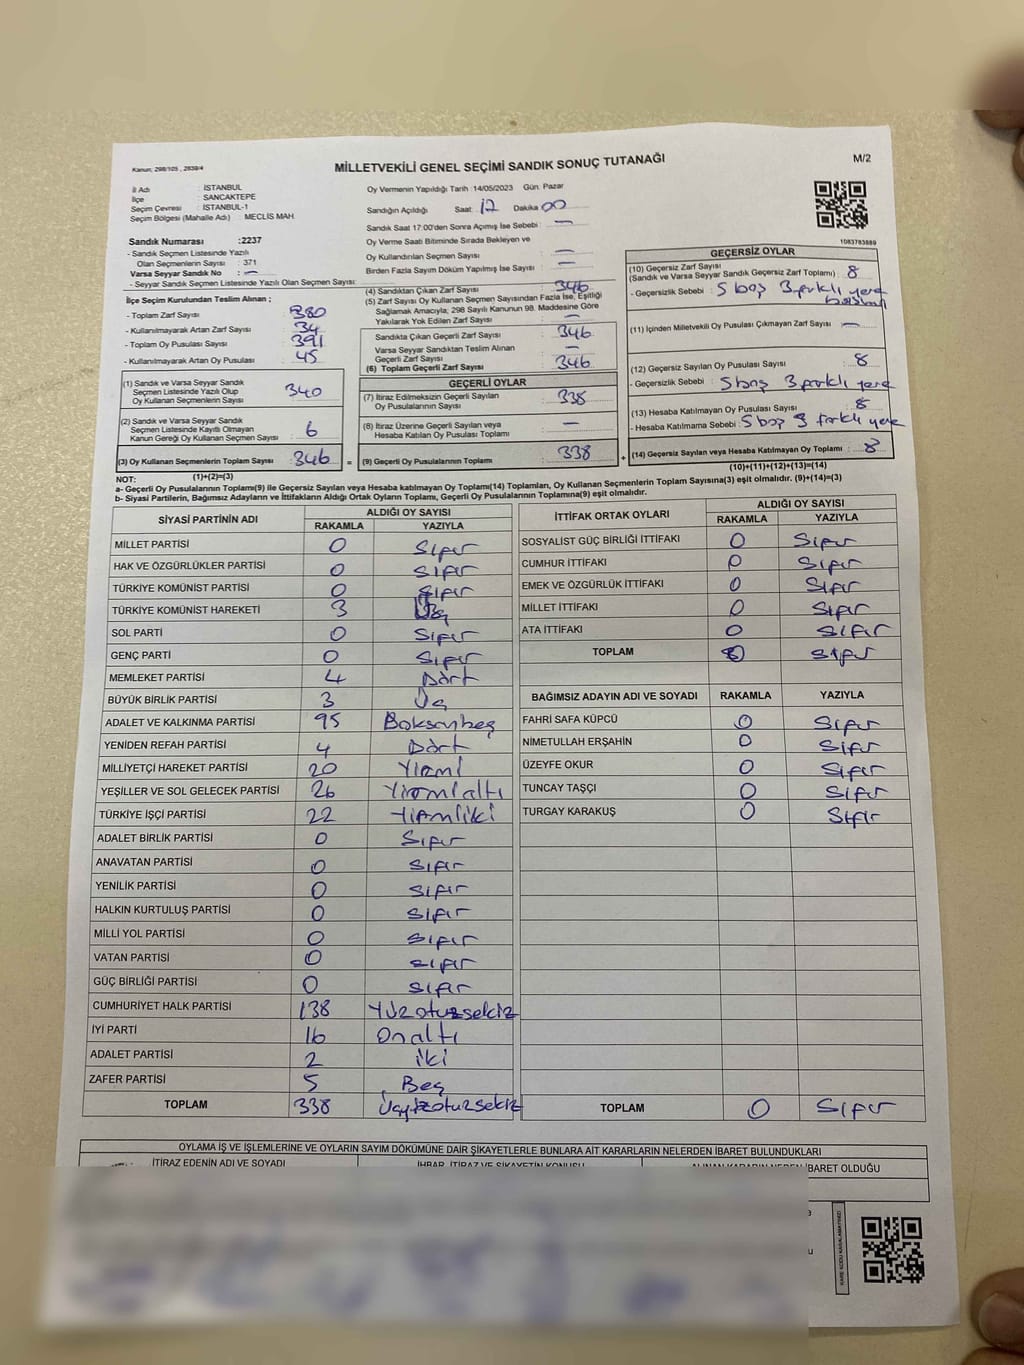 Kanun: 298/105 , 2839/4
MİLLETVEKİLİ GENEL SEÇİMİ SANDIK SONUÇ TUTANAĞI
M/2
İl Adı : İSTANBUL
İlçe : SANCAKTEPE
Seçim Çevresi : İSTANBUL-1
Seçim Bölgesi (Mahalle Adı) : MECLİS MAH.
Sandık Numarası :2237
- Sandık Seçmen Listesinde Yazılı
Olan Seçmenlerin Sayısı : 371
Varsa Seyyar Sandık No : —
- Seyyar Sandık Seçmen Listesinde Yazılı Olan Seçmen Sayısı:
Oy Vermenin Yapıldığı Tarih :14/05/2023 Gün: Pazar
Sandığın Açıldığı Saat: 17 Dakika 00
Sandık Saat 17:00'den Sonra Açımış İse Sebebi : —
Oy Verme Saati Bitiminde Sırada Bekleyen ve
Oy Kullandırılan Seçmen Sayısı : —
Birden Fazla Sayım Döküm Yapılmış İse Sayısı : —
1083783889
İlçe Seçim Kurulundan Teslim Alınan ;
- Toplam Zarf Sayısı : 380
- Kullanılmayarak Artan Zarf Sayısı : 34
- Toplam Oy Pusulası Sayısı : 391
- Kullanılmayarak Artan Oy Pusulası : 45
(1) Sandık ve Varsa Seyyar Sandık
Seçmen Listesinde Yazılı Olup
Oy Kullanan Seçmenlerin Sayısı : 340
(2) Sandık ve Varsa Seyyar Sandık
Seçmen Listesinde Kayıtlı Olmayan
Kanun Gereği Oy Kullanan Seçmen Sayısı : 6
(3) Oy Kullanan Seçmenlerin Toplam Sayısı : 346
(1)+(2)=(3)
(4) Sandıktan Çıkan Zarf Sayısı : 346
(5) Zarf Sayısı Oy Kullanan Seçmen Sayısından Fazla İse, Eşitliği
Sağlamak Amacıyla; 298 Sayılı Kanunun 98. Maddesine Göre
Yakılarak Yok Edilen Zarf Sayısı : —
Sandıkta Çıkan Geçerli Zarf Sayısı : 346
Varsa Seyyar Sandıktan Teslim Alınan
Geçerli Zarf Sayısı : —
(6) Toplam Geçerli Zarf Sayısı : 346
GEÇERLİ OYLAR
(7) İtiraz Edilmeksizin Geçerli Sayılan
Oy Pusulalarının Sayısı : 338
(8) İtiraz Üzerine Geçerli Sayılan veya
Hesaba Katılan Oy Pusulası Toplamı : —
= (9) Geçerli Oy Pusulalarının Toplamı : 338 +
GEÇERSİZ OYLAR
(10) Geçersiz Zarf Sayısı
(Sandık ve Varsa Seyyar Sandık Geçersiz Zarf Toplamı) : 8
- Geçersizlik Sebebi : 5 boş 3 farklı yere
(11) İçinden Milletvekili Oy Pusulası Çıkmayan Zarf Sayısı : —
(12) Geçersiz Sayılan Oy Pusulası Sayısı : 8
- Geçersizlik Sebebi : 5 boş 3 farklı yere
(13) Hesaba Katılmayan Oy Pusulası Sayısı : 8
- Hesaba Katılmama Sebebi : 5 boş 3 farklı yere
(14) Geçersiz Sayılan veya Hesaba Katılmayan Oy Toplamı : 8
(10)+(11)+(12)+(13)=(14)
NOT:
a- Geçerli Oy Pusulalarının Toplamı(9) ile Geçersiz Sayılan veya Hesaba katılmayan Oy Toplamı(14) Toplamları, Oy Kullanan Seçmenlerin Toplam Sayısına(3) eşit olmalıdır. (9)+(14)=(3)
b- Siyasi Partilerin, Bağımsız Adayların ve İttifakların Aldığı Ortak Oyların Toplamı, Geçerli Oy Pusulalarının Toplamına(9) eşit olmalıdır.
SİYASİ PARTİNİN ADI ALDIĞI OY SAYISI
RAKAMLA YAZIYLA
MİLLET PARTİSİ 0 Sıfır
HAK VE ÖZGÜRLÜKLER PARTİSİ 0 Sıfır
TÜRKİYE KOMÜNİST PARTİSİ 0 Sıfır
TÜRKİYE KOMÜNİST HAREKETİ 3 Üç
SOL PARTİ 0 Sıfır
GENÇ PARTİ 0 Sıfır
MEMLEKET PARTİSİ 4 Dört
BÜYÜK BİRLİK PARTİSİ 3 Üç
ADALET VE KALKINMA PARTİSİ 95 Doksanbeş
YENİDEN REFAH PARTİSİ 4 Dört
MİLLİYETÇİ HAREKET PARTİSİ 20 Yirmi
YEŞİLLER VE SOL GELECEK PARTİSİ 26 Yirmialtı
TÜRKİYE İŞÇİ PARTİSİ 22 Yirmiiki
ADALET BİRLİK PARTİSİ 0 Sıfır
ANAVATAN PARTİSİ 0 Sıfır
YENİLİK PARTİSİ 0 Sıfır
HALKIN KURTULUŞ PARTİSİ 0 Sıfır
MİLLİ YOL PARTİSİ 0 Sıfır
VATAN PARTİSİ 0 Sıfır
GÜÇ BİRLİĞİ PARTİSİ 0 Sıfır
CUMHURİYET HALK PARTİSİ 138 Yüzotuzsekiz
İYİ PARTİ 16 Onaltı
ADALET PARTİSİ 2 iki
ZAFER PARTİSİ 5 Beş
TOPLAM 338 Üçyüzotuzsekiz
İTTİFAK ORTAK OYLARI ALDIĞI OY SAYISI
RAKAMLA YAZIYLA
SOSYALİST GÜÇ BİRLİĞİ İTTİFAKI 0 Sıfır
CUMHUR İTTİFAKI 0 Sıfır
EMEK VE ÖZGÜRLÜK İTTİFAKI 0 Sıfır
MİLLET İTTİFAKI 0 Sıfır
ATA İTTİFAKI 0 Sıfır
TOPLAM 0 Sıfır
BAĞIMSIZ ADAYIN ADI VE SOYADI RAKAMLA YAZIYLA
FAHRİ SAFA KÜPCÜ 0 Sıfır
NİMETULLAH ERŞAHİN 0 Sıfır
ÜZEYFE OKUR 0 Sıfır
TUNCAY TAŞÇI 0 Sıfır
TURGAY KARAKUŞ 0 Sıfır
TOPLAM 0 Sıfır
OYLAMA İŞ VE İŞLEMLERİNE VE OYLARIN SAYIM DÖKÜMÜNE DAİR ŞİKAYETLERLE BUNLARA AİT KARARLARIN NELERDEN İBARET BULUNDUKLARI
İTİRAZ EDENİN ADI VE SOYADI İHBAR, İTİRAZ VE ŞİKAYETİN KONUSU ALINAN KARARIN NEDEN İBARET OLDUĞU
KARE KODU KARALAMAYINIZ!